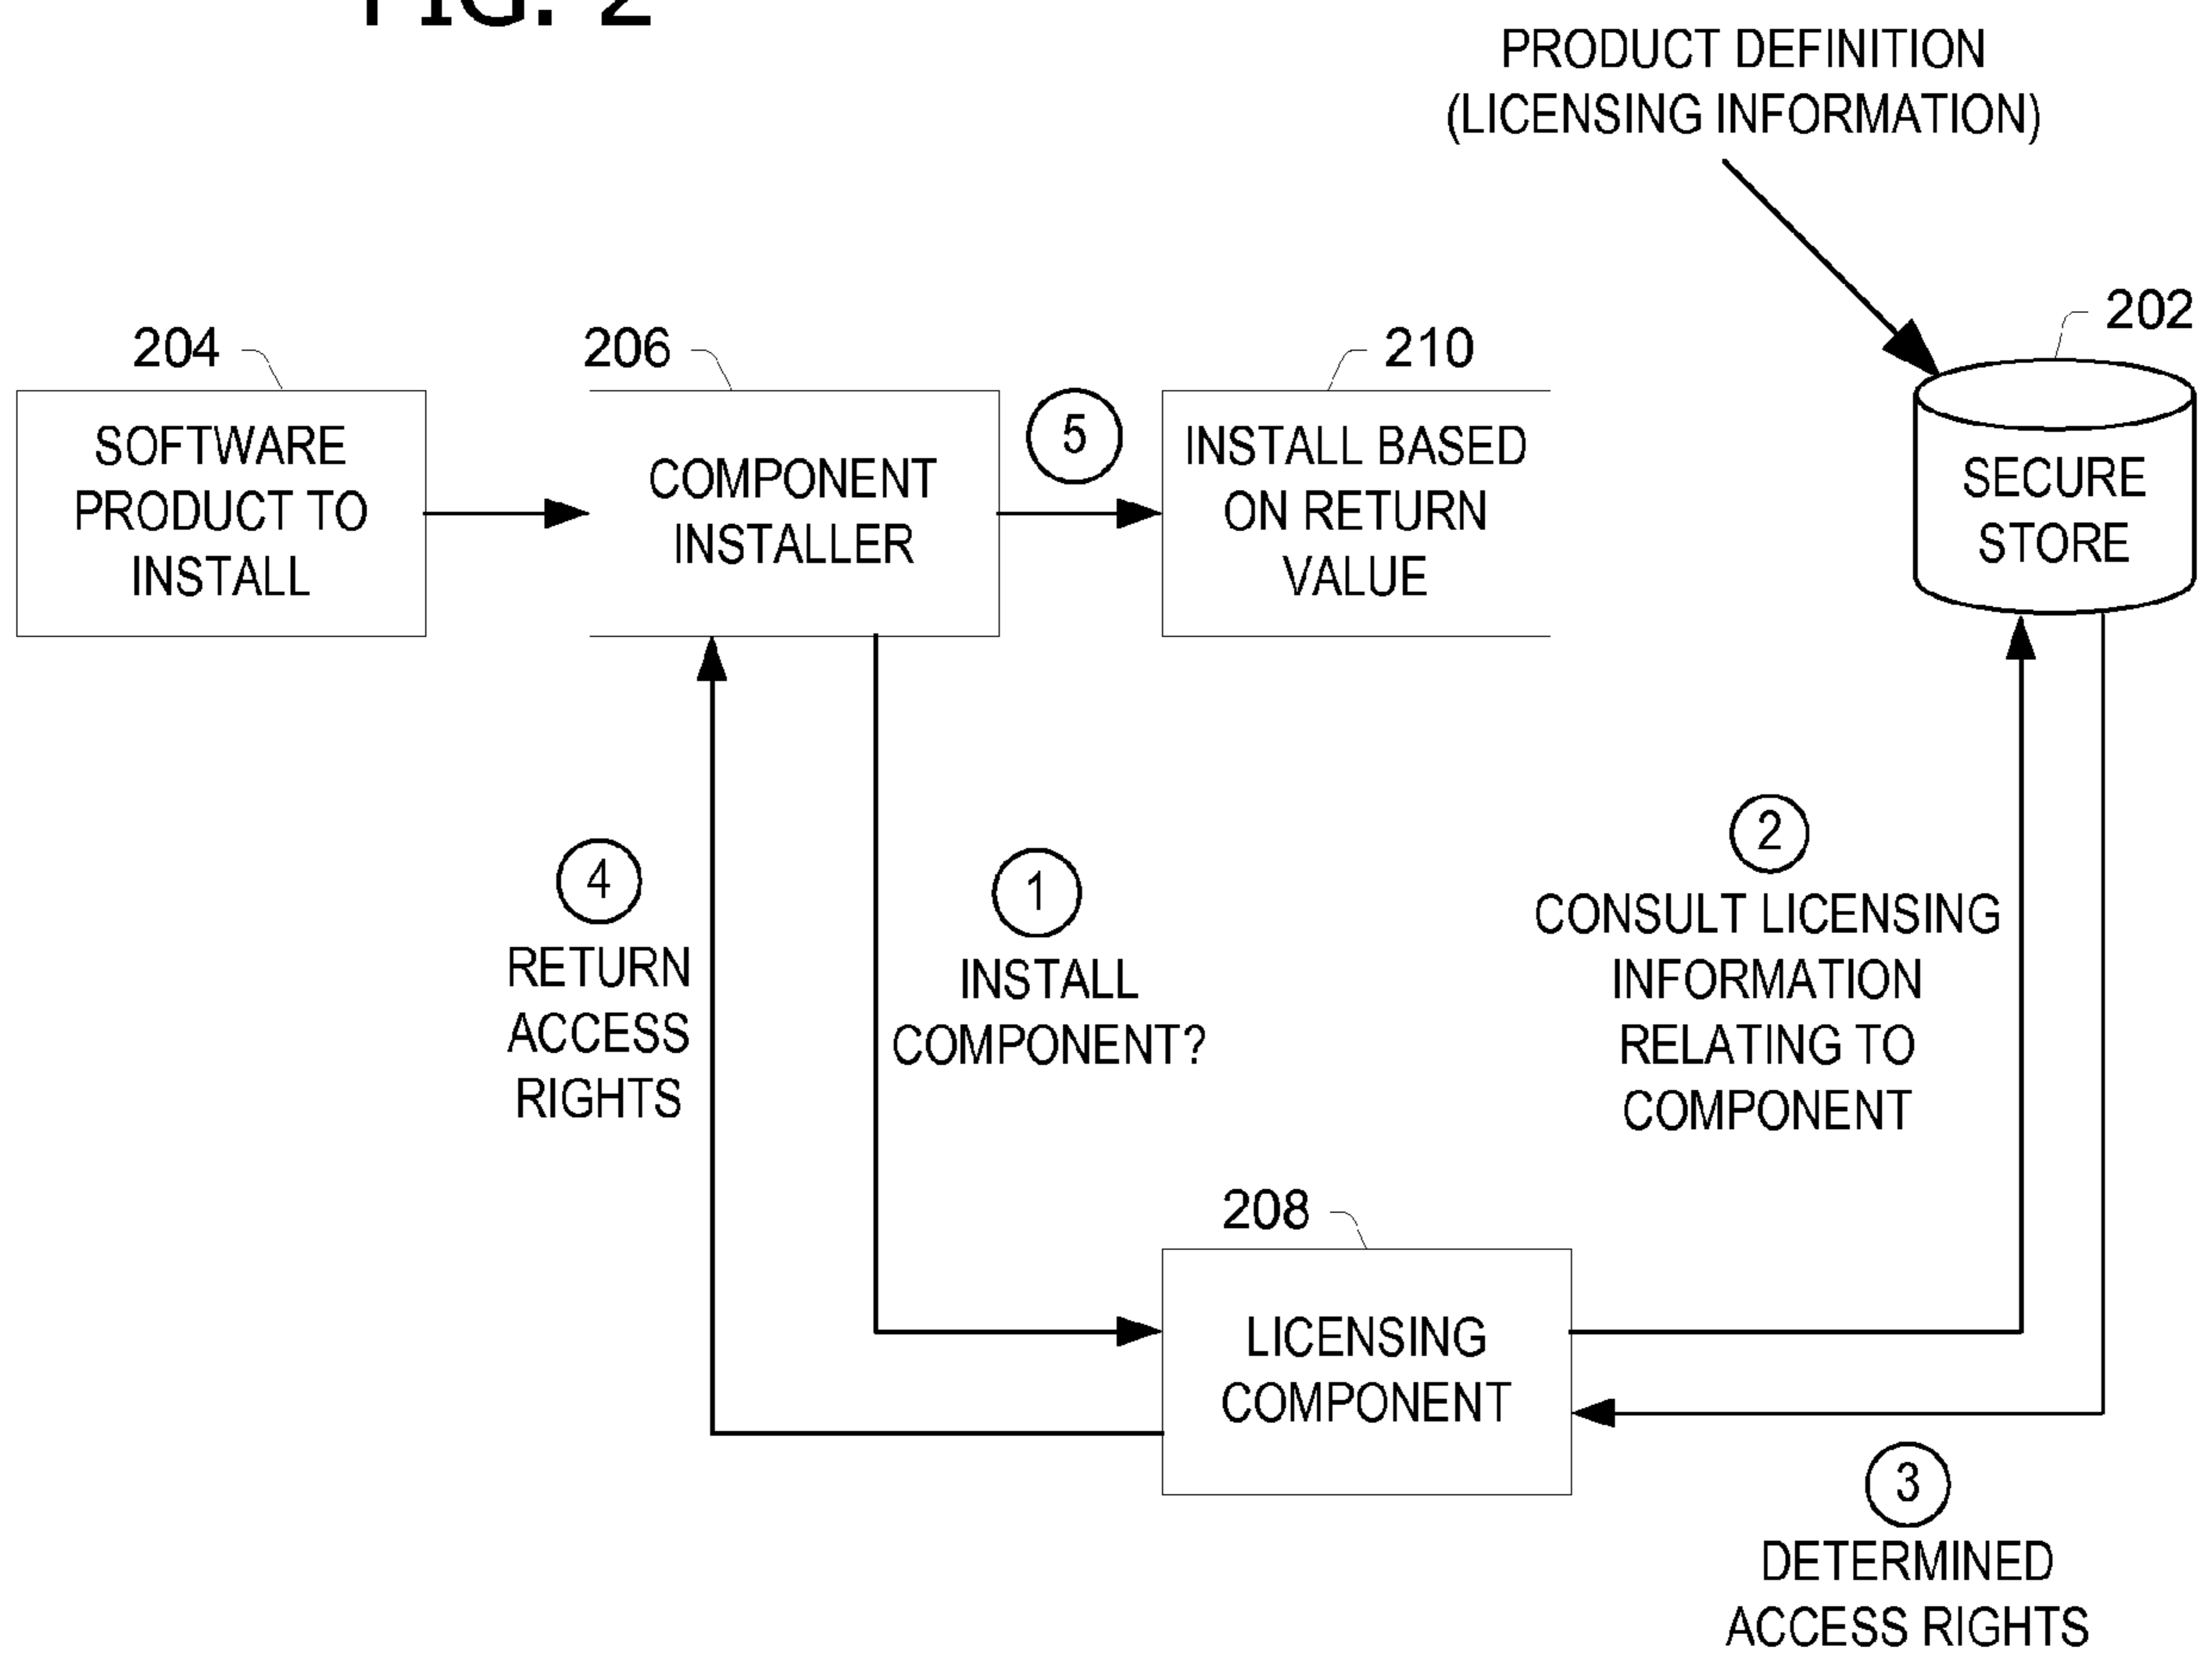 FIG. 2
PRODUCT DEFINITION
(LICENSING INFORMATION)
204
206
210
202
SOFTWARE
PRODUCT TO
INSTALL
COMPONENT
INSTALLER
5
INSTALL BASED
ON RETURN
VALUE
SECURE
STORE
4
RETURN
ACCESS
RIGHTS
1
INSTALL
COMPONENT?
2
CONSULT LICENSING
INFORMATION
RELATING TO
COMPONENT
208
LICENSING
COMPONENT
3
DETERMINED
ACCESS RIGHTS